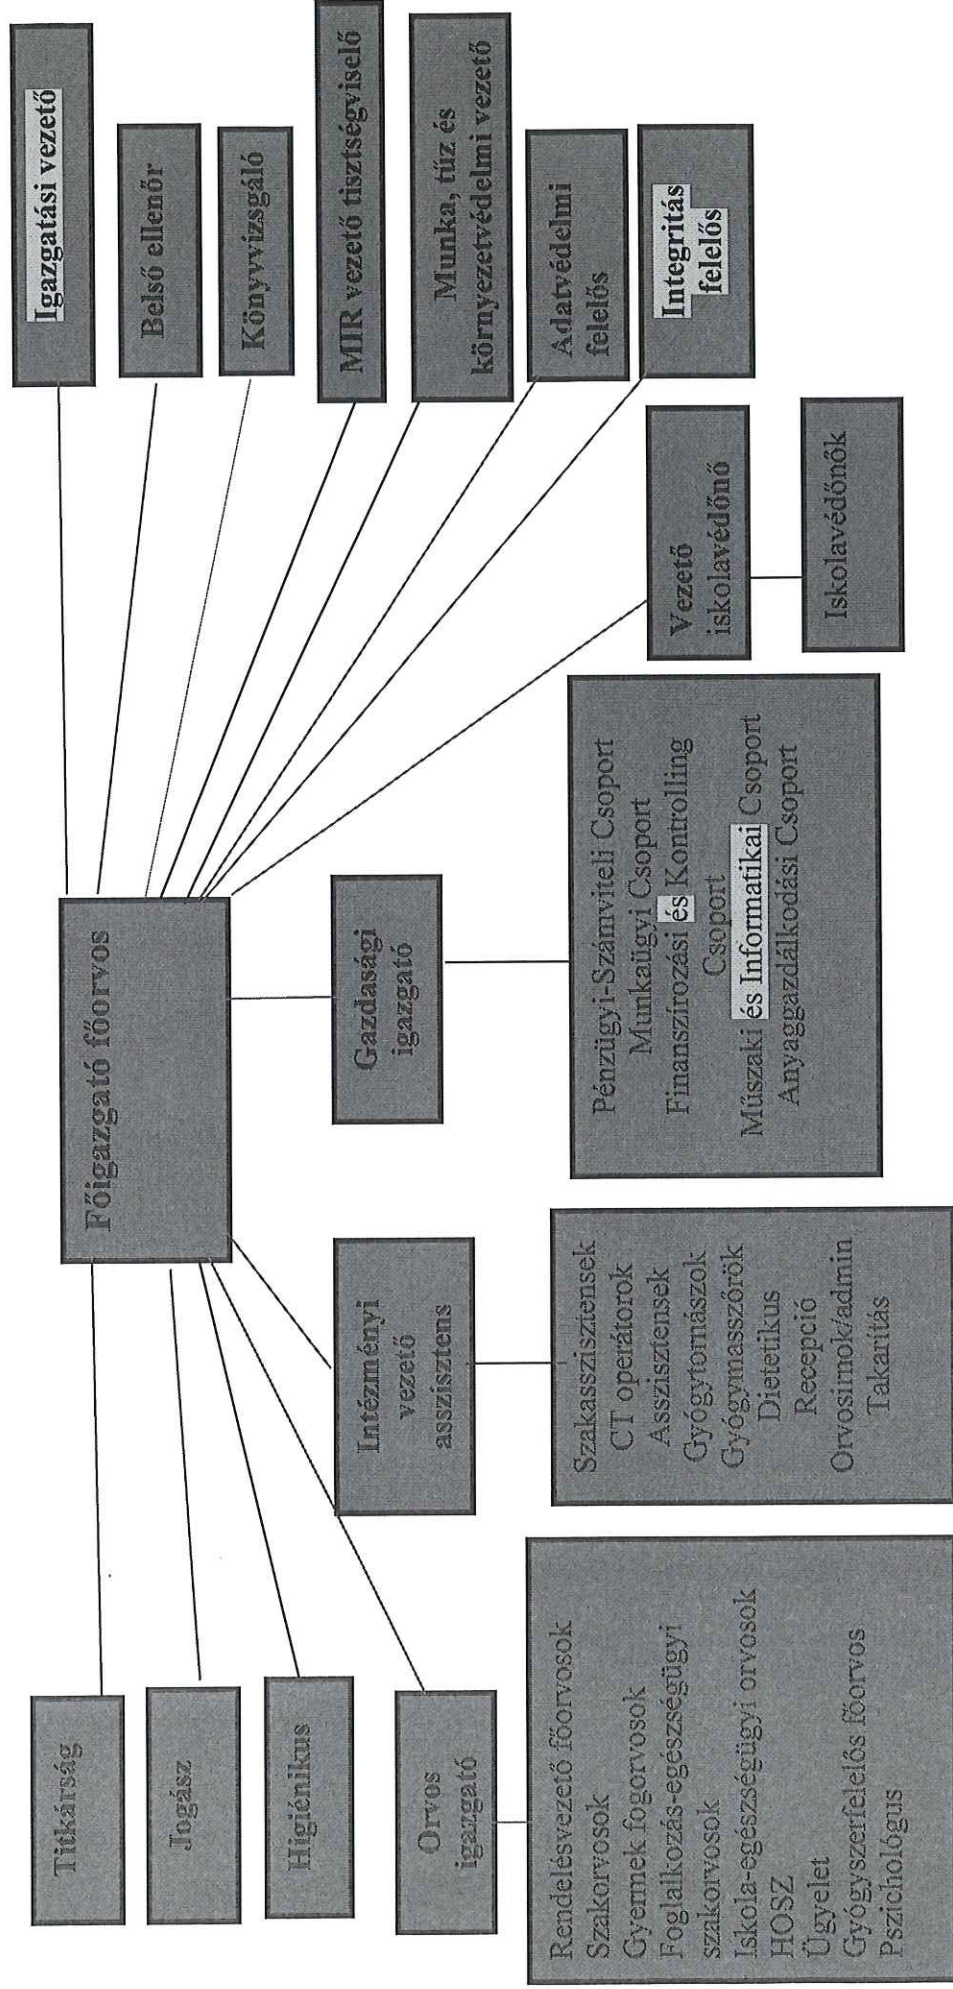 Főigazgató főorvos
Titkárság
Jogász
Higiénikus
Orvos
igazgató
Rendelésvezető főorvosok
Szakorvosok
Gyermek fogorvosok
Foglalkozás-egészségügyi
szakorvosok
Iskola-egészségügyi orvosok
HOSZ
Ügyelet
Gyógyszerfelelős főorvos
Pszichológus
Intézményi
vezető
asszisztens
Szakasszisztensek
CT operátorok
Asszisztensek
Gyógytornászok
Gyógymasszőrök
Dietetikus
Recepció
Orvosírnok/admin
Takarítás
Gazdasági
igazgató
Pénzügyi-Számviteli Csoport
Munkaügyi Csoport
Finanszírozási és Kontrolling
Csoport
Műszaki és Informatikai Csoport
Anyaggazdálkodási Csoport
Vezető
iskolavédőnő
Iskolavédőnők
Igazgatási vezető
Belső ellenőr
Könyvvizsgáló
MIR vezető tisztségviselő
Munka, tűz és
környezetvédelmi vezető
Adatvédelmi
felelős
Integritás
felelős